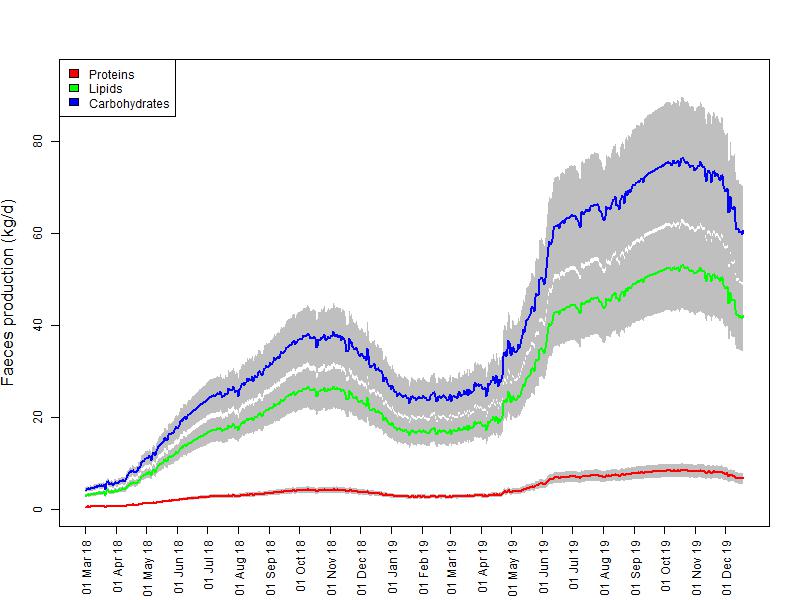 Proteins
Lipids
Carbohydrates
Faeces production (kg/d)
80
60
40
20
0
01 Mar 18
01 Apr 18
01 May 18
01 Jun 18
01 Jul 18
01 Aug 18
01 Sep 18
01 Oct 18
01 Nov 18
01 Dec 18
01 Jan 19
01 Feb 19
01 Mar 19
01 Apr 19
01 May 19
01 Jun 19
01 Jul 19
01 Aug 19
01 Sep 19
01 Oct 19
01 Nov 19
01 Dec 19